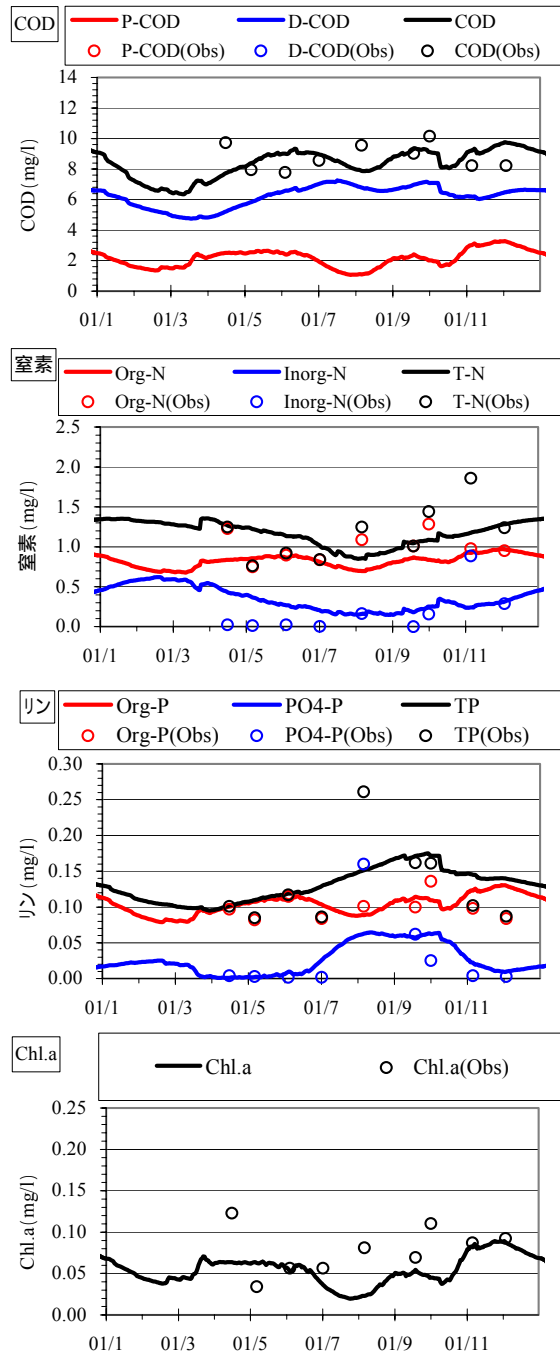 COD
P-COD D-COD COD
P-COD(Obs) D-COD(Obs) COD(Obs)
COD(mg/l)
14
12
10
8
6
4
2
0
01/1 01/3 01/5 01/7 01/9 01/11
窒素
Org-N Inorg-N T-N
Org-N(Obs) Inorg-N(Obs) T-N(Obs)
窒素(mg/l)
2.5
2.0
1.5
1.0
0.5
0.0
01/1 01/3 01/5 01/7 01/9 01/11
リン
Org-P PO4-P TP
Org-P(Obs) PO4-P(Obs) TP(Obs)
リン(mg/l)
0.30
0.25
0.20
0.15
0.10
0.05
0.00
01/1 01/3 01/5 01/7 01/9 01/11
Chl.a
Chl.a Chl.a(Obs)
Chl.a(mg/l)
0.25
0.20
0.15
0.10
0.05
0.00
01/1 01/3 01/5 01/7 01/9 01/11